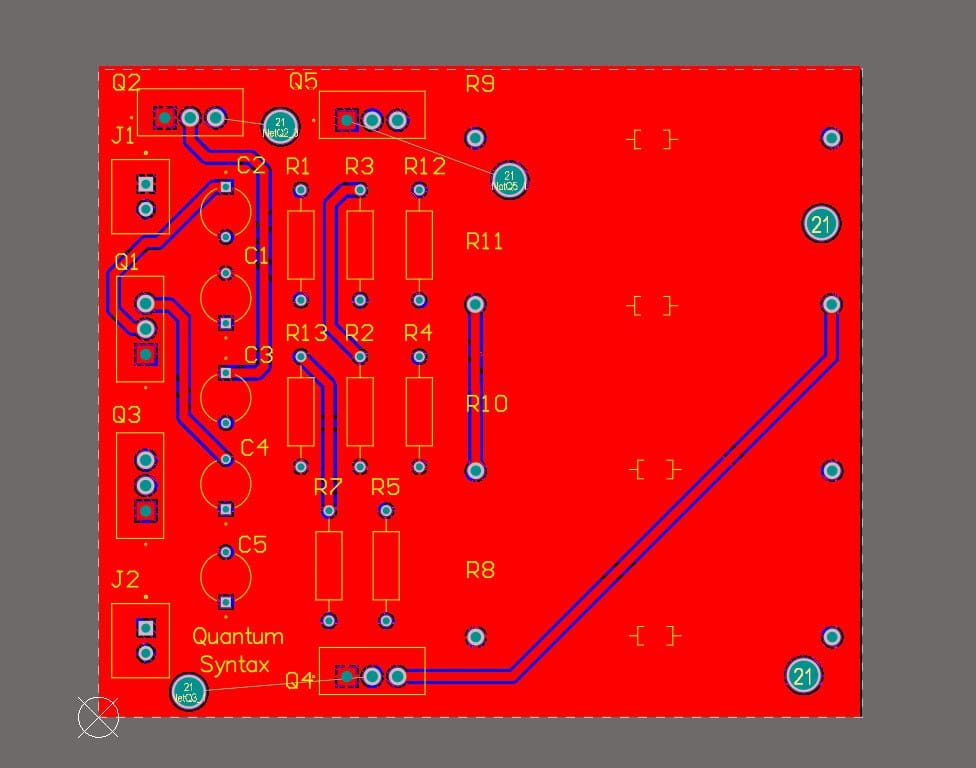 Q2
Q5
R9
21
NetQ2_3
J1
C2
R1
R3
R12
21
NetQ5_1
21
R11
C1
Q1
R13
R2
R4
C3
R10
Q3
C4
R7
R5
C5
R8
J2
Quantum
Syntax
Q4
21
21